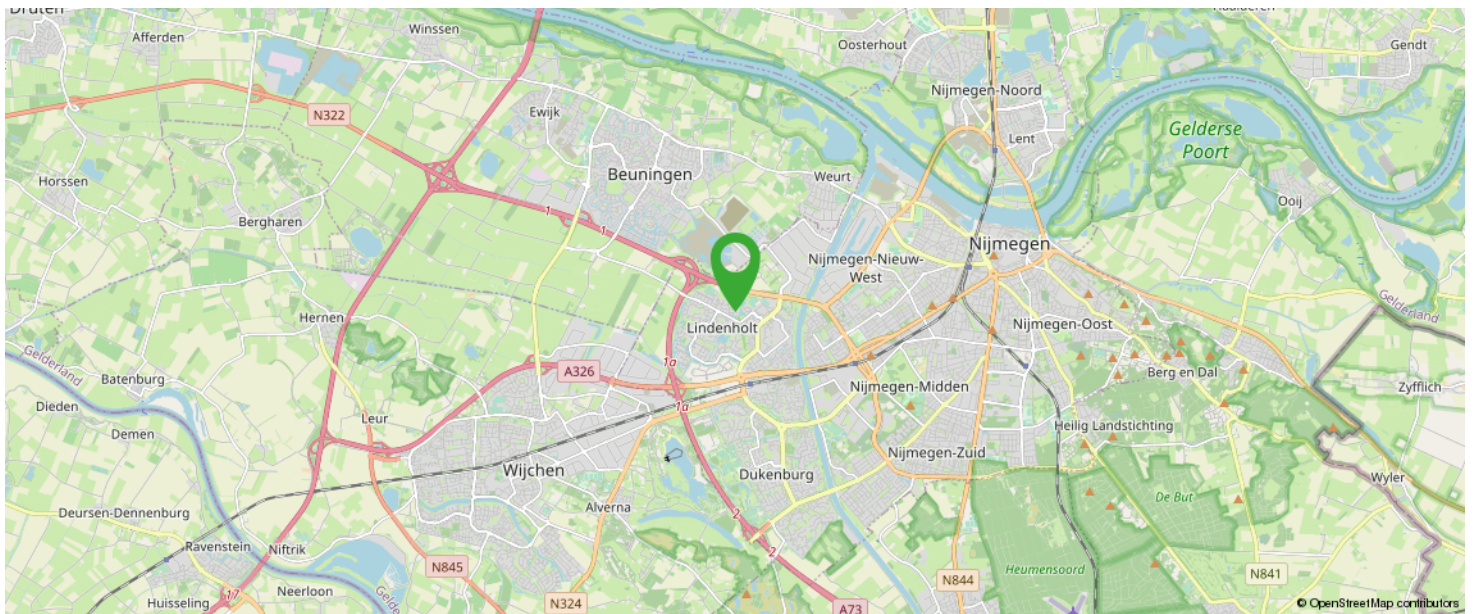 Druten
Afferden
Winssen
Oosterhout
Gendt
Nijmegen-Noord
N322
Ewijk
Lent
Gelderse
Poort
Horssen
Beuningen
Weurt
Ooij
1
Bergharen
1
Nijmegen
Nijmegen-Nieuw-
West
Gelderland
Hernen
Lindenholt
Nijmegen-Oost
Gelderland
1a
A326
Berg en Dal
Batenburg
Nijmegen-Midden
Zyfflich
Dieden
1a
Leur
Demen
Heilig Landstichting
Nijmegen-Zuid
Wijchen
Dukenburg
Wyler
De But
Alverna
Deursen-Dennenburg
2
Ravenstein
Niftrik
2
N845
Heumensoord
N844
N841
Neerloon
17
Huisseling
Gelde
N324
A73
© OpenStreetMap contributors